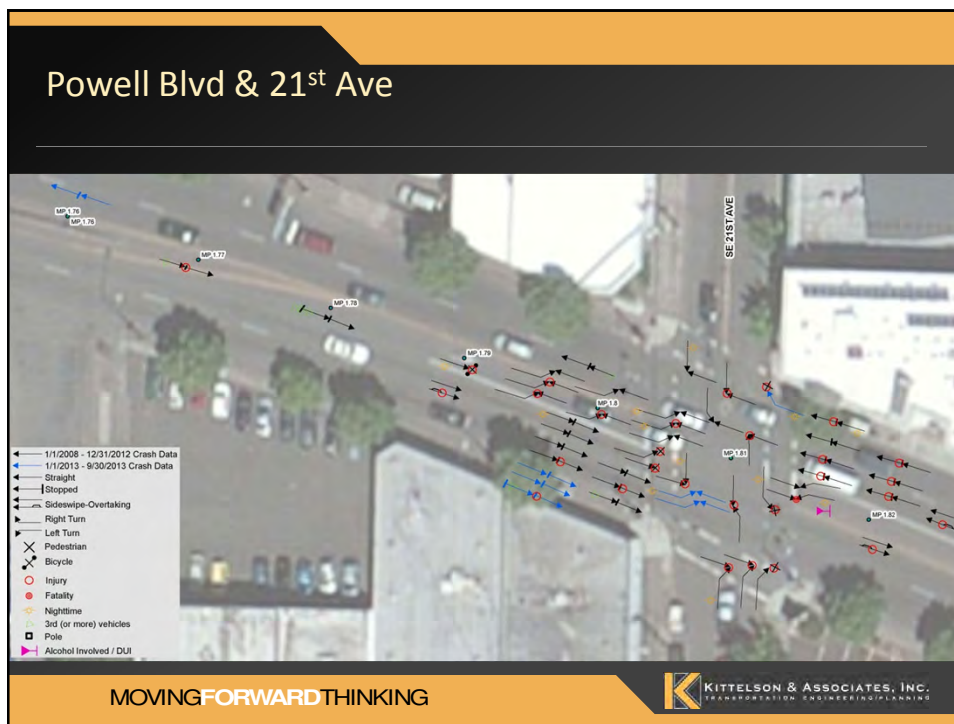 Powell Blvd & 21st Ave
MP 1.76
MP 1.76
MP 1.77
MP 1.78
MP 1.79
MP 1.8
MP 1.81
MP 1.82
SE 21ST AVE
1/1/2008 - 12/31/2012 Crash Data
1/1/2013 - 9/30/2013 Crash Data
Straight
Stopped
Sideswipe-Overtaking
Right Turn
Left Turn
Pedestrian
Bicycle
Injury
Fatality
Nighttime
3rd (or more) vehicles
Pole
Alcohol Involved / DUI
MOVINGFORWARDTHINKING
KITTELSON & ASSOCIATES, INC.
TRANSPORTATION ENGINEERING/PLANNING